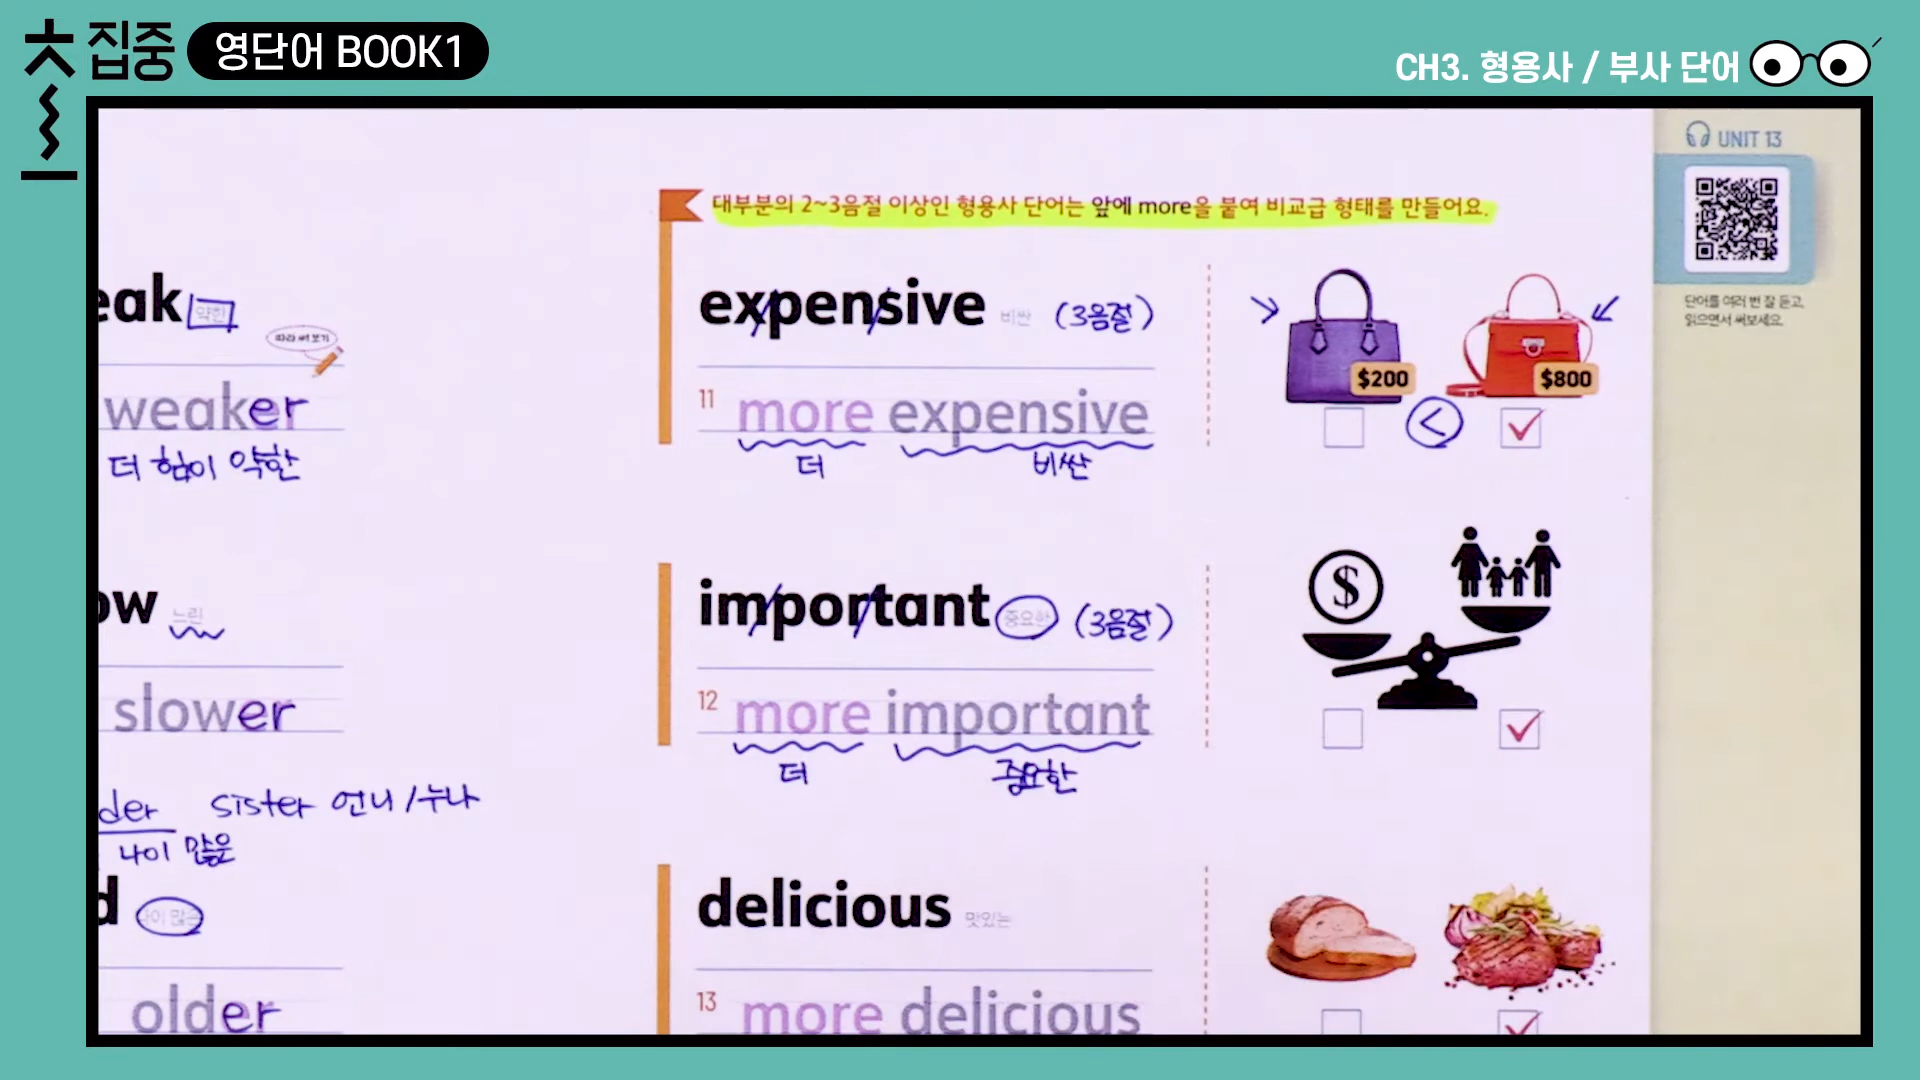 초집중
영단어 BOOK1
CH3. 형용사 / 부사 단어
UNIT 13
단어를 여러 번 잘 듣고,
읽으면서 써보세요.
대부분의 2~3음절 이상인 형용사 단어는 앞에 more을 붙여 비교급 형태를 만들어요.
eak 약한
따라 써 보기
weaker
더 힘이 약한
ow 느린
slower
der sister 언니/누나
나이 많은
d 나이 많은
older
expensive 비싼 (3음절)
11 more expensive
더 비싼
$200
$800
<
important 중요한 (3음절)
12 more important
더 중요한
$
delicious 맛있는
13 more delicious